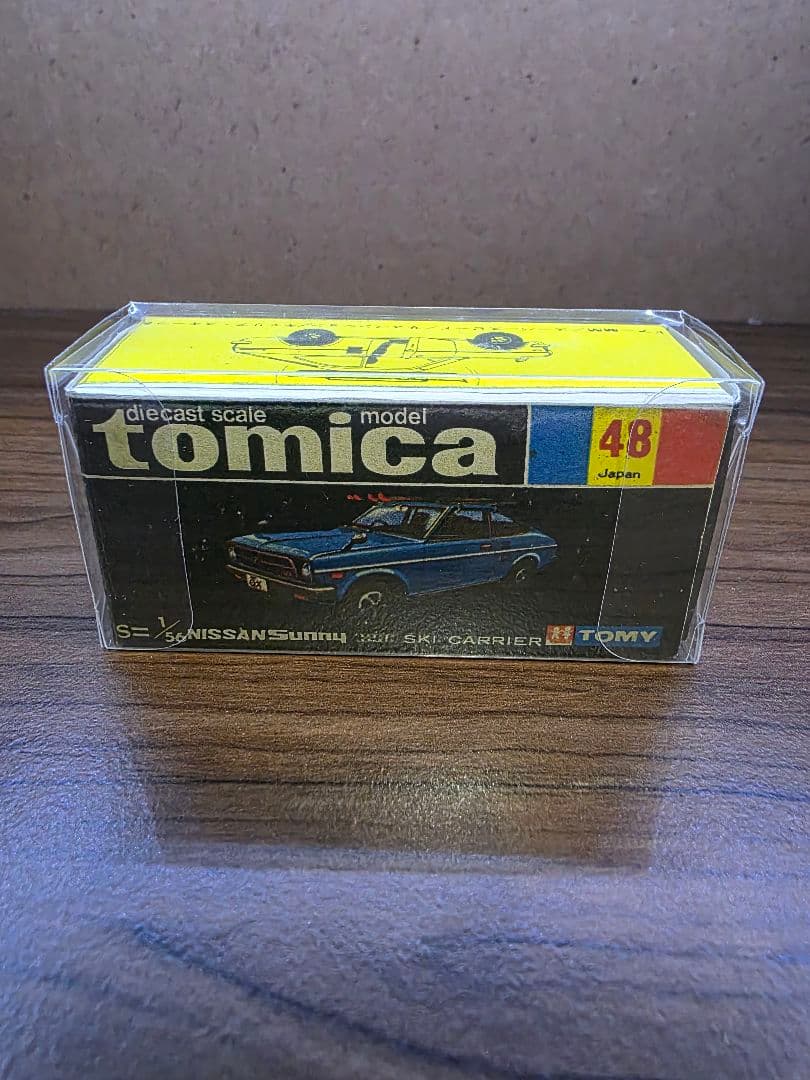 diecast scale model
tomica
48
Japan
S=1/56 NISSAN Sunny SKI CARRIER TOMY